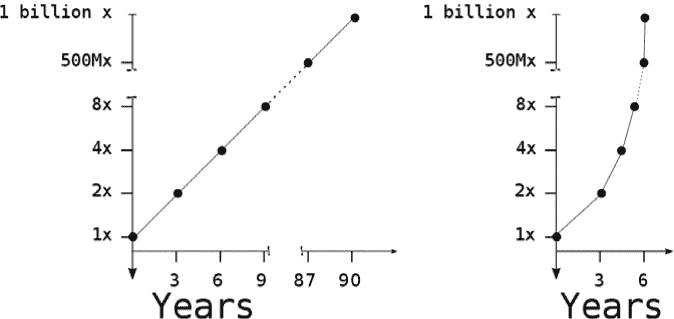 1 billion x
500Mx
8x
4x
2x
1x
3 6 9 87 90
Years
1 billion x
500Mx
8x
4x
2x
1x
3 6
Years